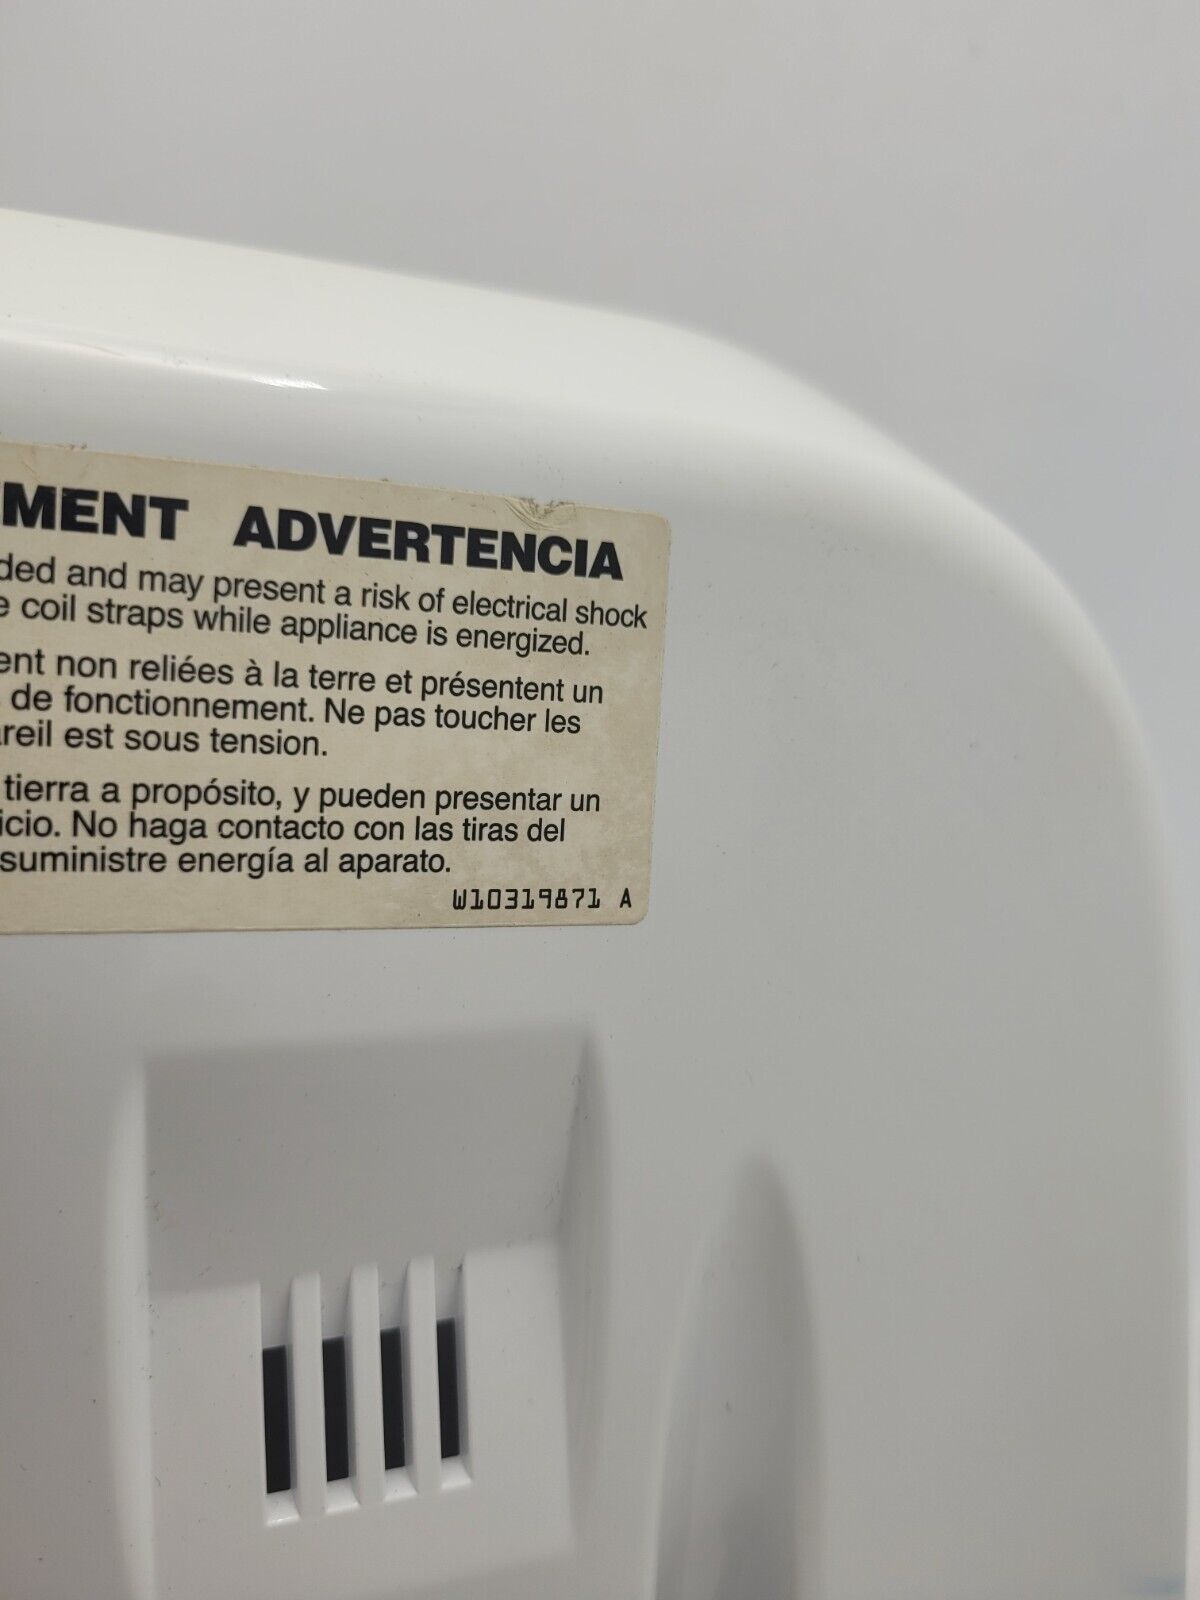 EMENT ADVERTENCIA
ded and may present a risk of electrical shock
e coil straps while appliance is energized.
ent non reliées à la terre et présentent un
de fonctionnement. Ne pas toucher les
reil est sous tension.
tierra a propósito, y pueden presentar un
icio. No haga contacto con las tiras del
suministre energía al aparato.
W10319871 A